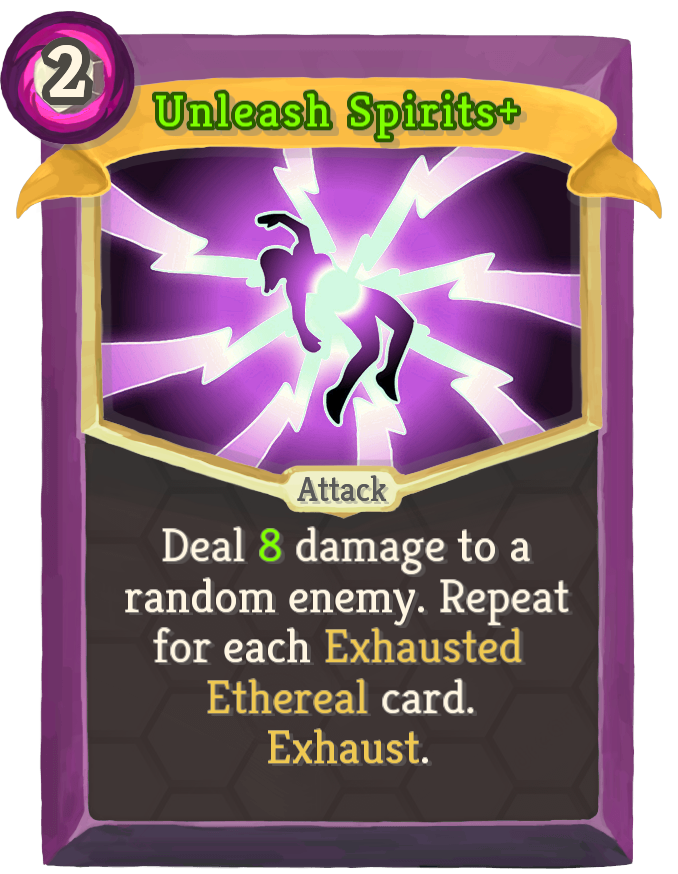 2
Unleash Spirits+
Attack
Deal 8 damage to a
random enemy. Repeat
for each Exhausted
Ethereal card.
Exhaust.